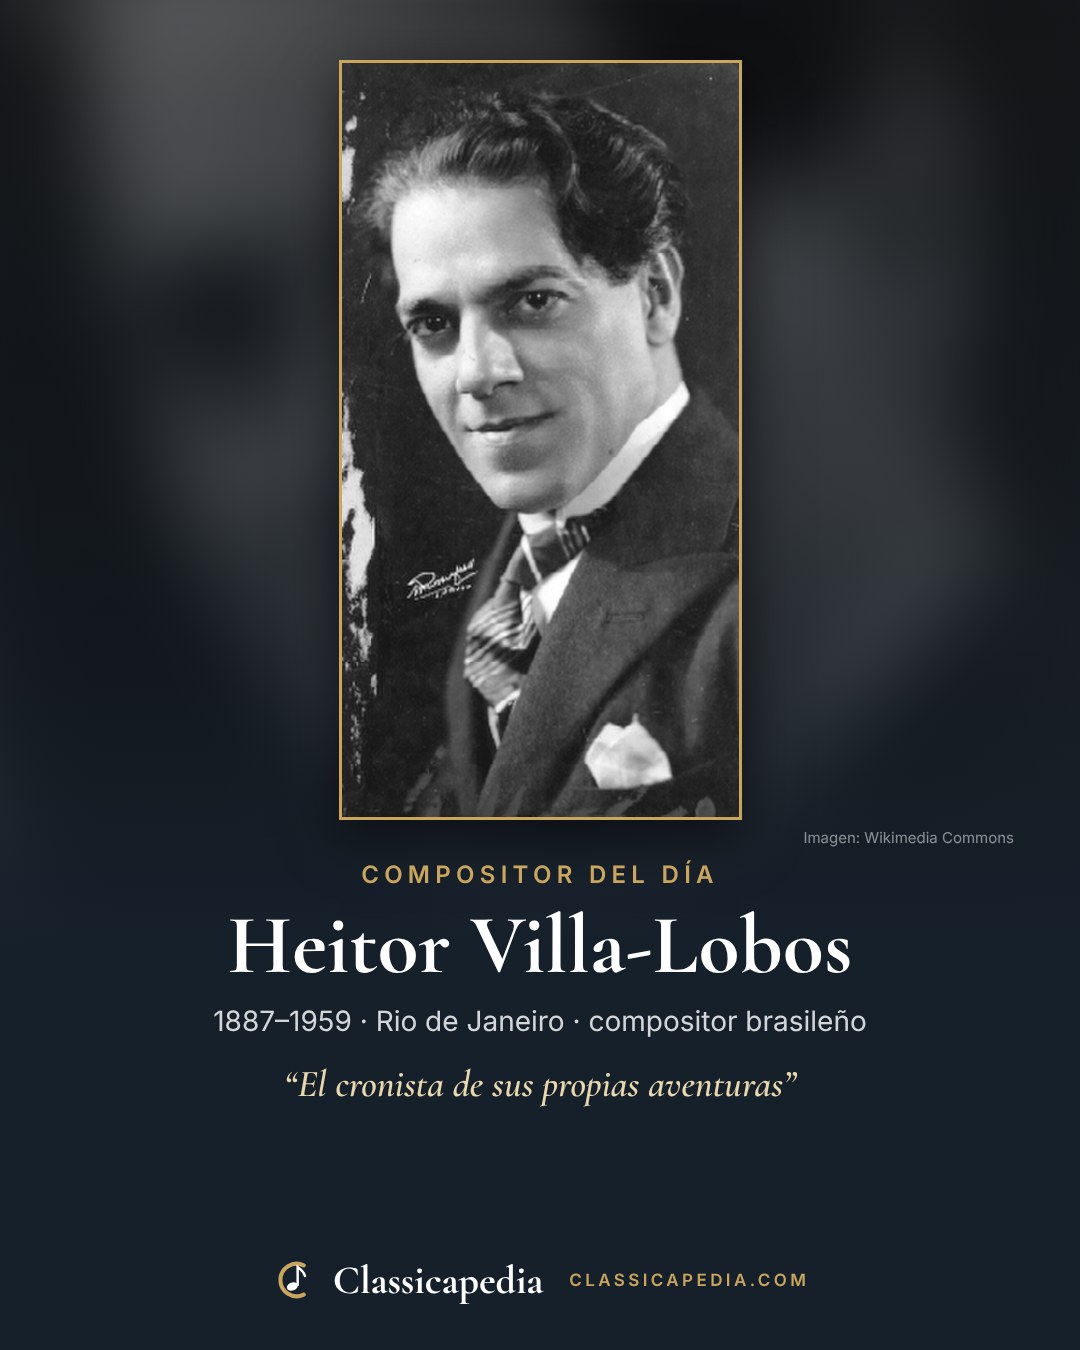 Imagen: Wikimedia Commons
COMPOSITOR DEL DÍA
Heitor Villa-Lobos
1887–1959 · Rio de Janeiro · compositor brasileño
“El cronista de sus propias aventuras”
Classicapedia CLASSICAPEDIA.COM